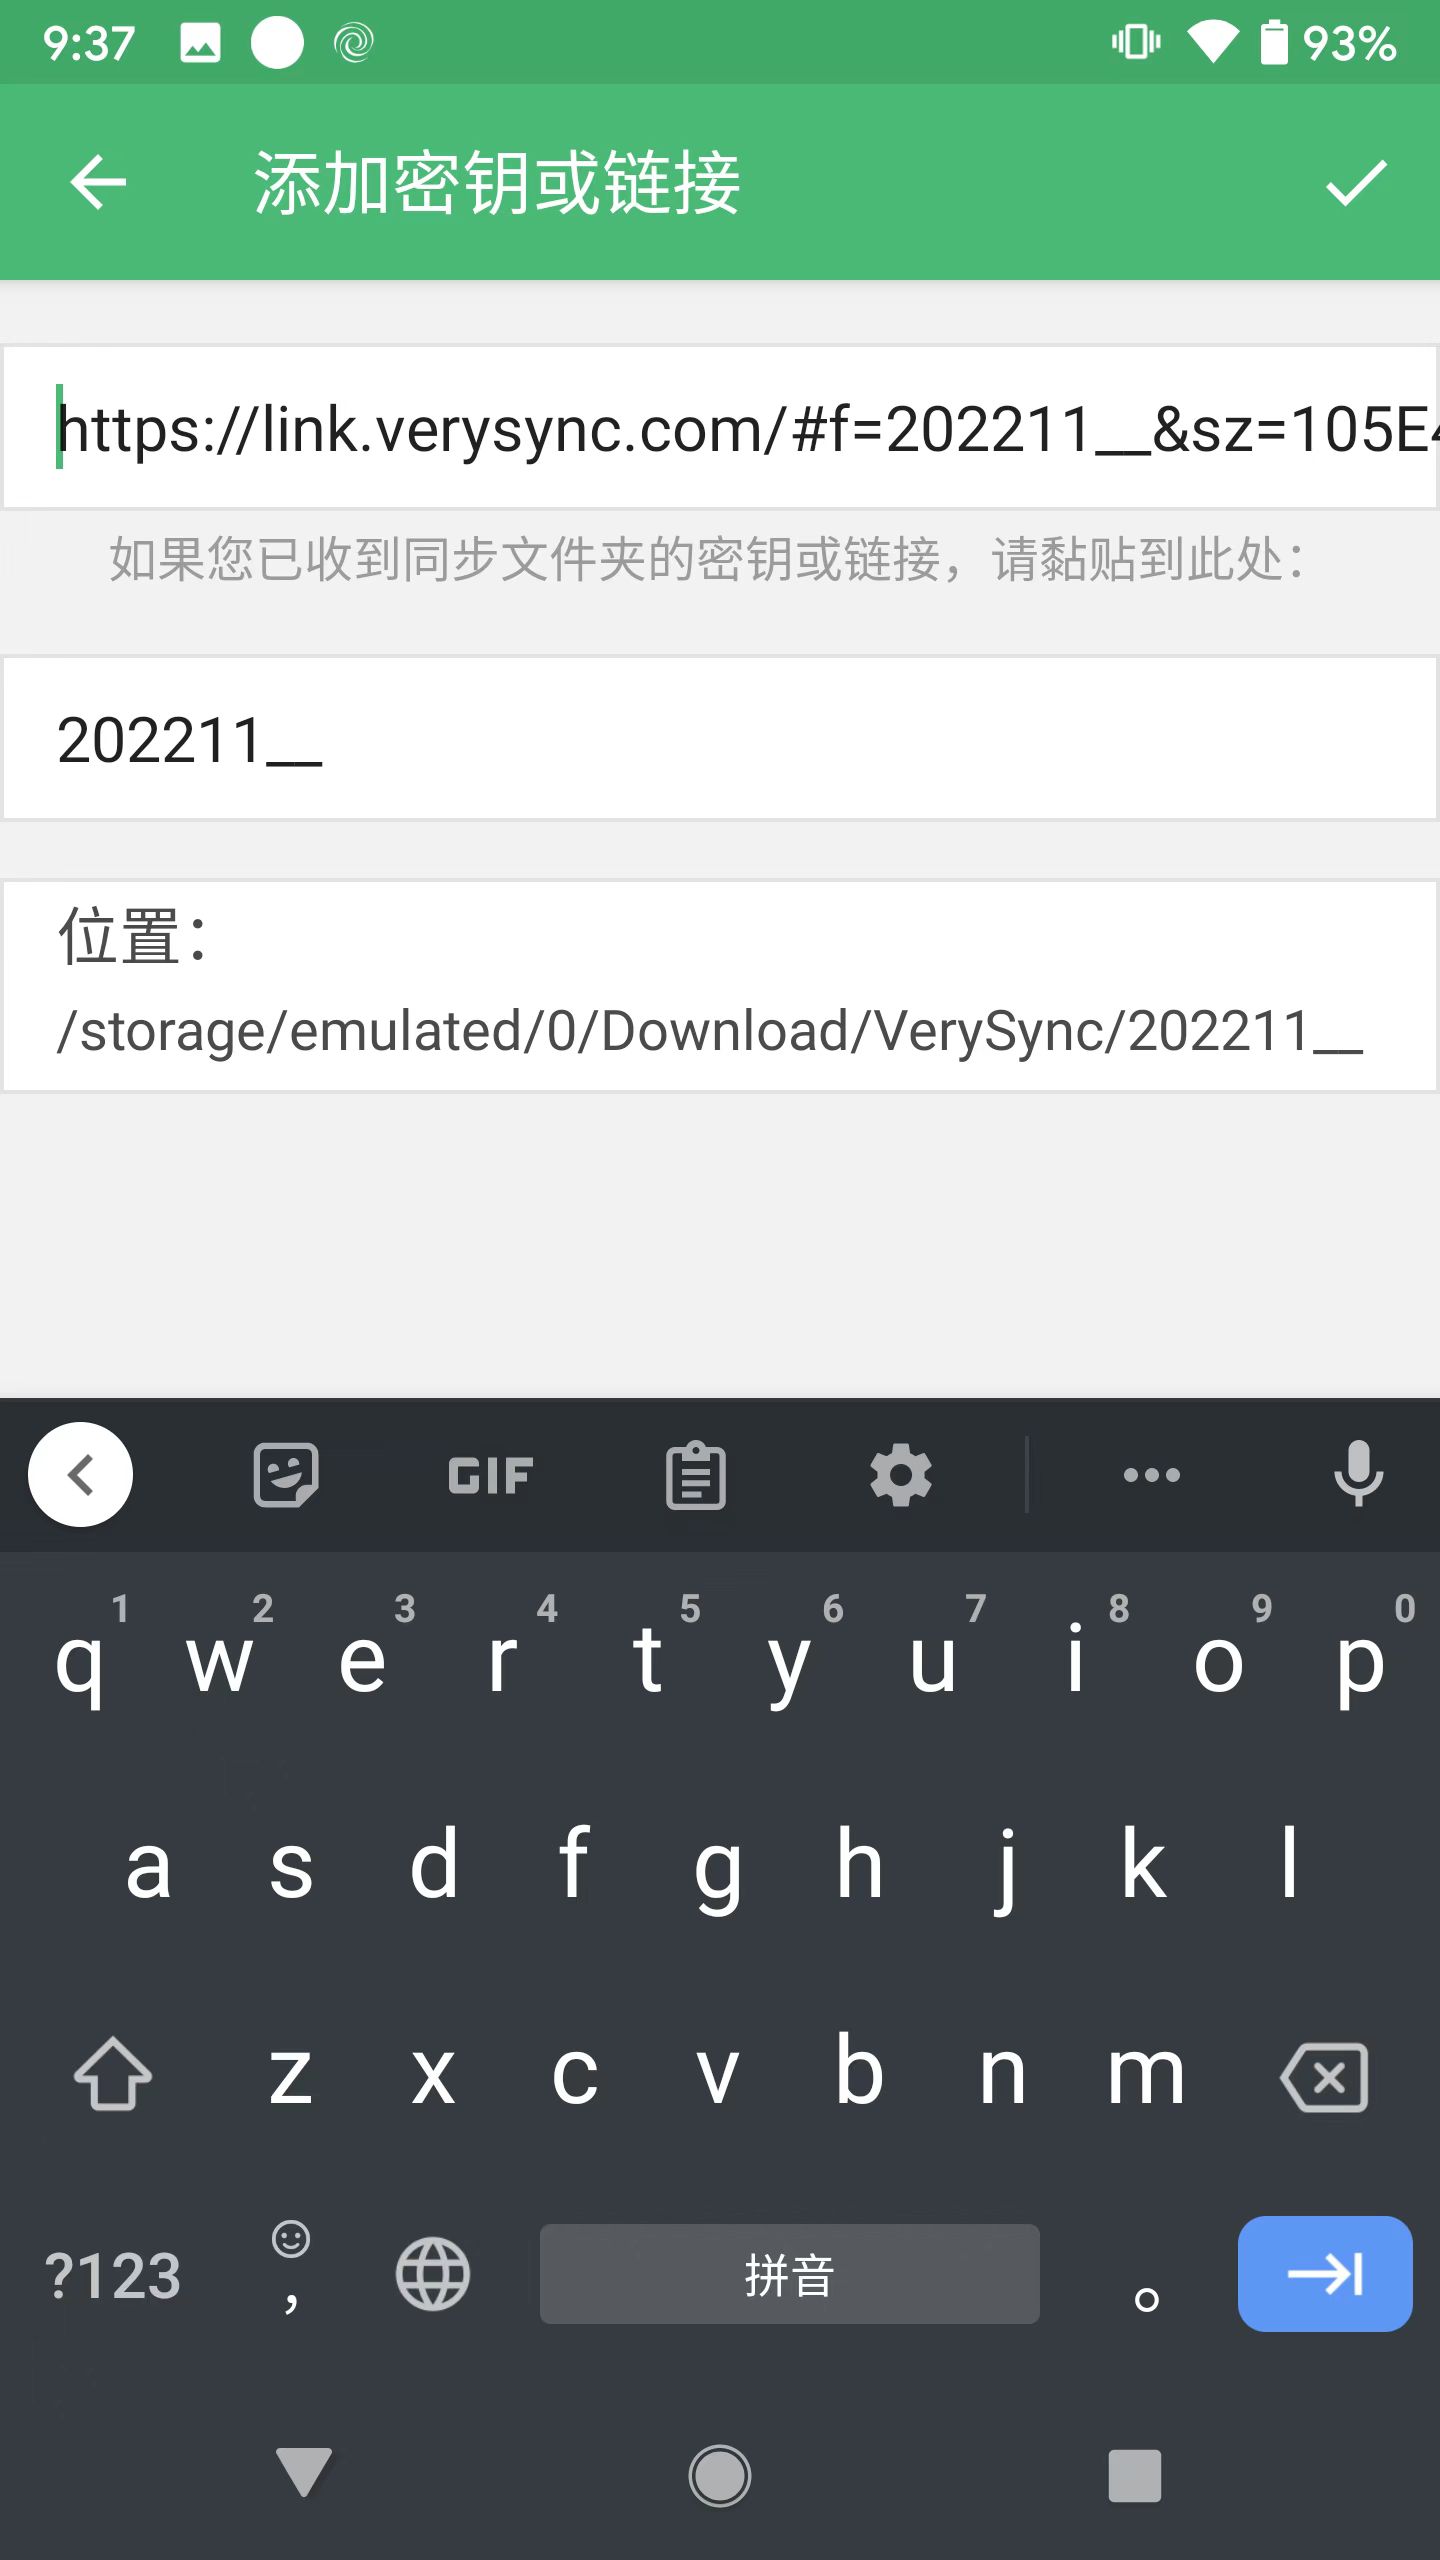 9:37
93%
添加密钥或链接
https://link.verysync.com/#f=202211__&sz=105E4
如果您已收到同步文件夹的密钥或链接，请黏贴到此处：
202211__
位置：
/storage/emulated/0/Download/VerySync/202211__
GIF
1 2 3 4 5 6 7 8 9 0
q w e r t y u i o p
a s d f g h j k l
z x c v b n m
?123 ， 拼音 。